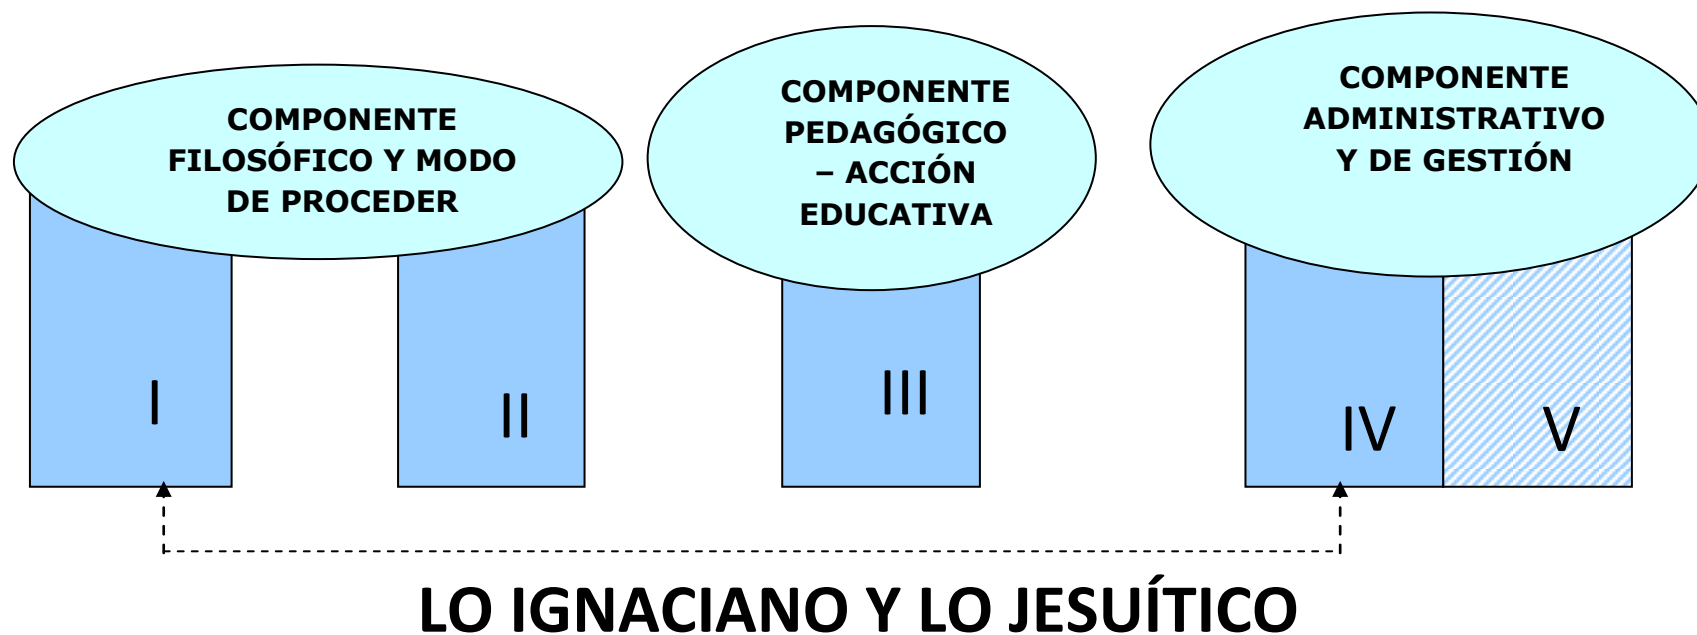 COMPONENTE
FILOSÓFICO Y MODO
DE PROCEDER
COMPONENTE
PEDAGÓGICO
– ACCIÓN
EDUCATIVA
COMPONENTE
ADMINISTRATIVO
Y DE GESTIÓN
I
II
III
IV
V
LO IGNACIANO Y LO JESUÍTICO